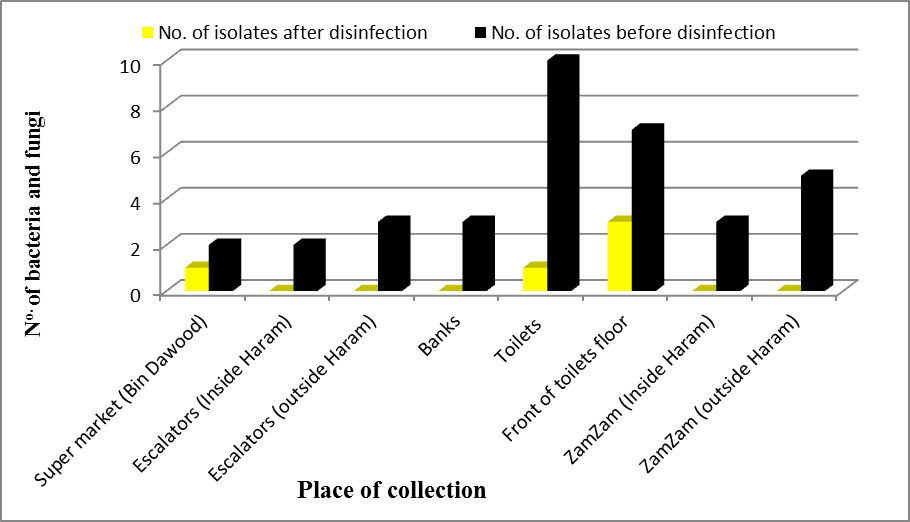 No. of isolates after disinfection
No. of isolates before disinfection
10
8
6
4
2
0
Nº. of bacteria and fungi
Super market (Bin Dawood)
Escalators (Inside Haram)
Escalators (outside Haram)
Banks
Toilets
Front of toilets floor
ZamZam (Inside Haram)
ZamZam (outside Haram)
Place of collection